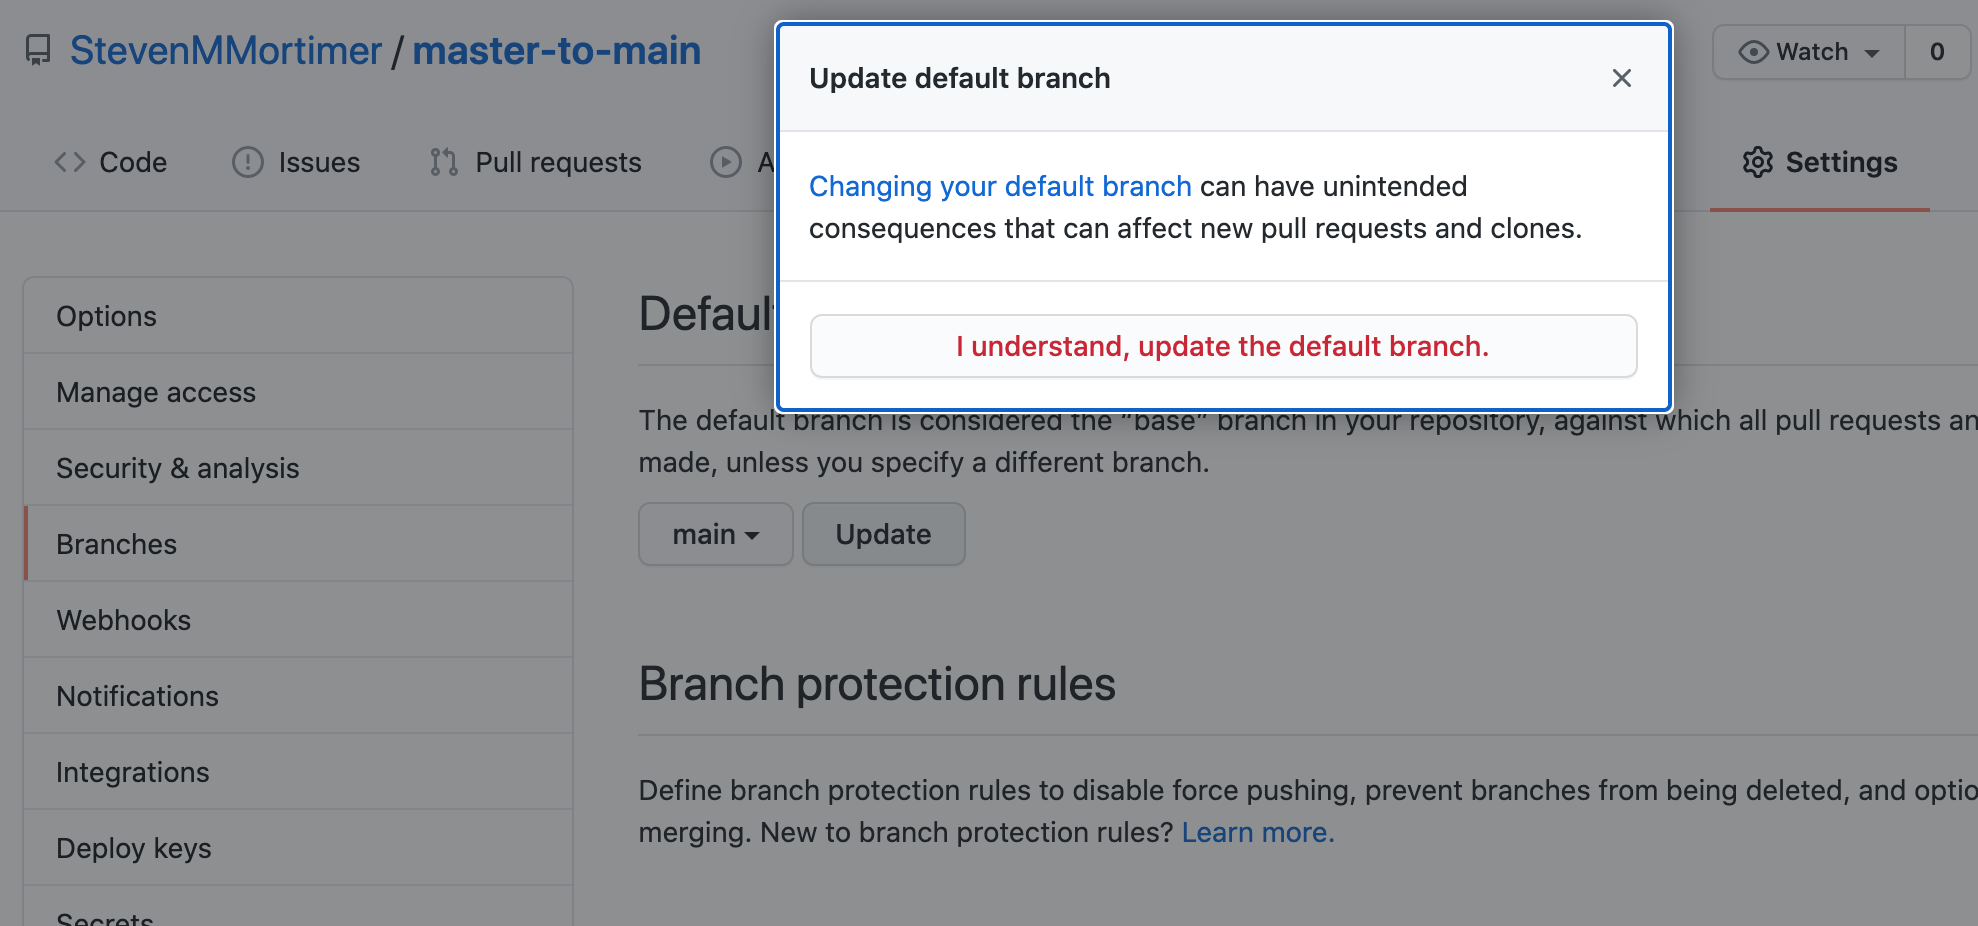 StevenMMortimer / master-to-main
Watch 0
Code Issues Pull requests A
Settings
Update default branch
Changing your default branch can have unintended
consequences that can affect new pull requests and clones.
I understand, update the default branch.
Options
Manage access
Security & analysis
Branches
Webhooks
Notifications
Integrations
Deploy keys
Secrets
Default
The default branch is considered the “base” branch in your repository, against which all pull requests an
made, unless you specify a different branch.
main Update
Branch protection rules
Define branch protection rules to disable force pushing, prevent branches from being deleted, and optio
merging. New to branch protection rules? Learn more.